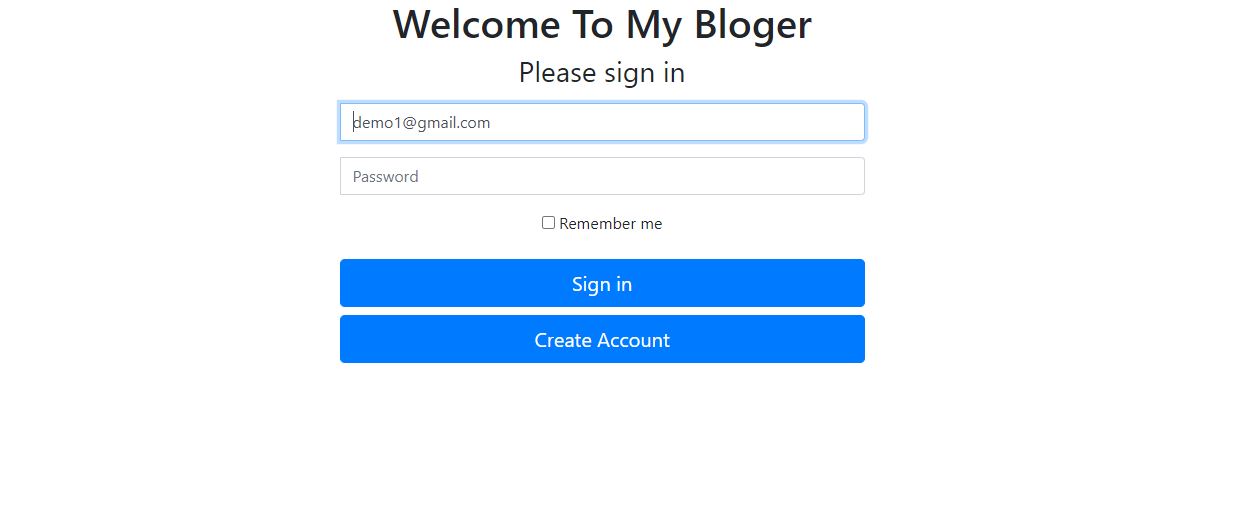 Welcome To My Bloger
Please sign in
demo1@gmail.com
Password
Remember me
Sign in
Create Account